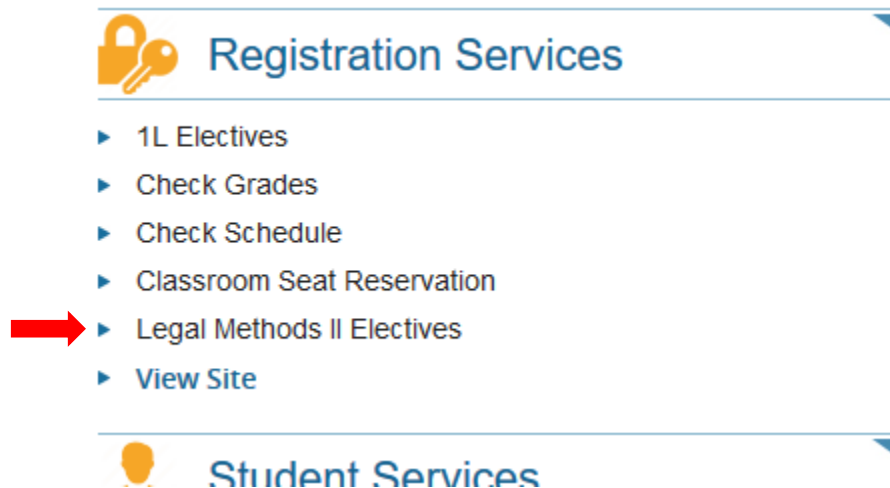 Registration Services
1L Electives
Check Grades
Check Schedule
Classroom Seat Reservation
Legal Methods II Electives
View Site
Student Services